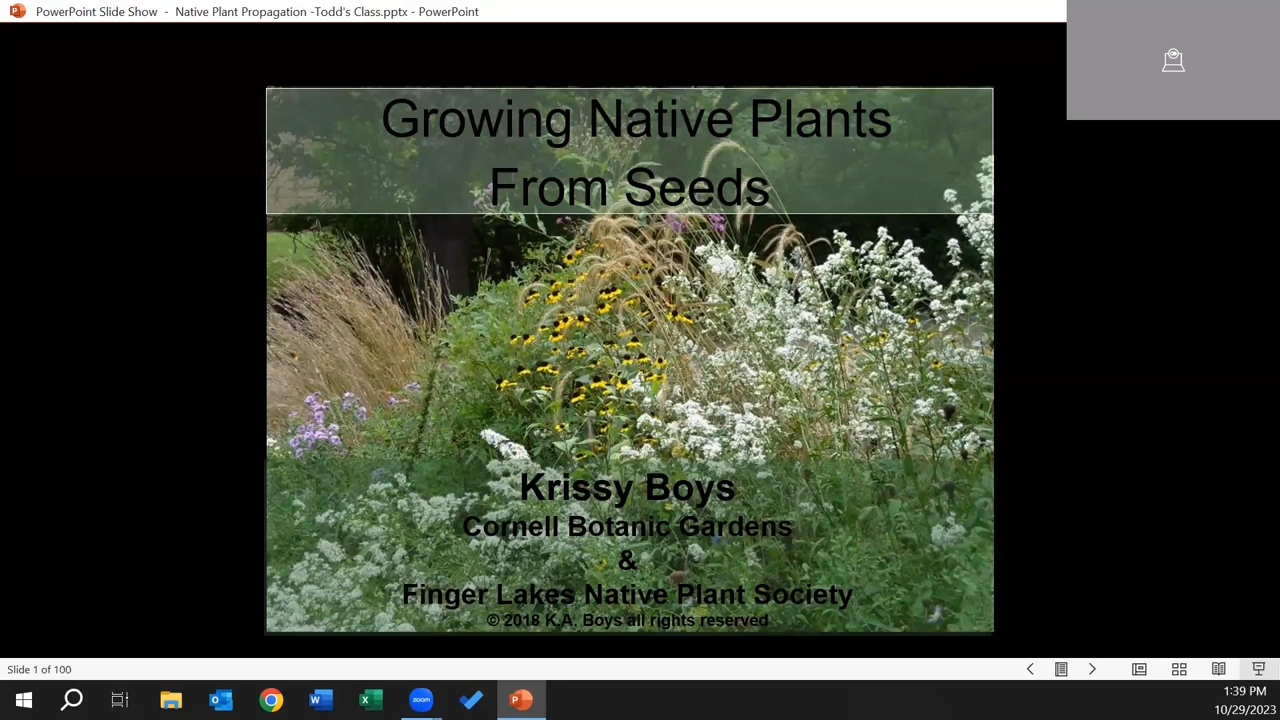 PowerPoint Slide Show - Native Plant Propagation -Todd's Class.pptx - PowerPoint
Growing Native Plants
From Seeds
Krissy Boys
Cornell Botanic Gardens
&
Finger Lakes Native Plant Society
© 2018 K.A. Boys all rights reserved
Slide 1 of 100
zoom
1:39 PM
10/29/2023